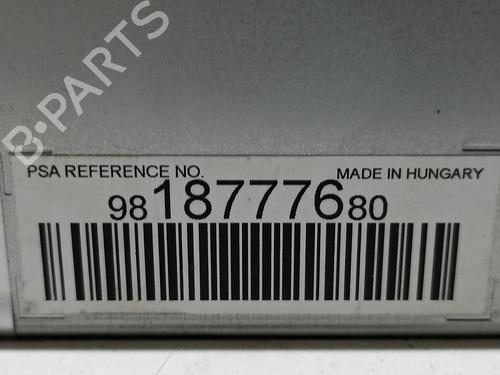 B-PARTS
PSA REFERENCE NO. MADE IN HUNGARY
98 187776 80